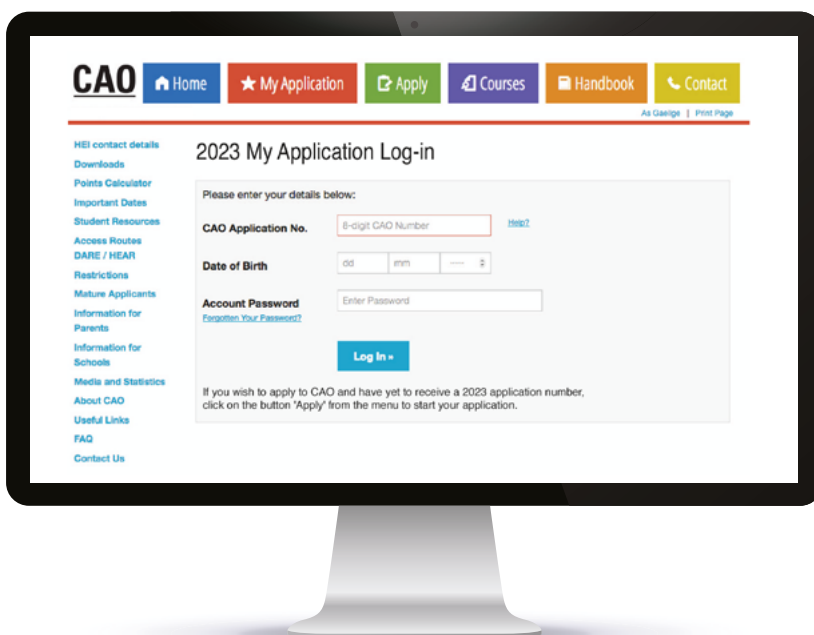 CAO
Home
My Application
Apply
Courses
Handbook
Contact
As Gaeilge | Print Page
HEI contact details
Downloads
Points Calculator
Important Dates
Student Resources
Access Routes
DARE / HEAR
Restrictions
Mature Applicants
Information for
Parents
Information for
Schools
Media and Statistics
About CAO
Useful Links
FAQ
Contact Us
2023 My Application Log-in
Please enter your details below:
CAO Application No.
8-digit CAO Number
Help?
Date of Birth
dd
mm
----
Account Password
Enter Password
Forgotten Your Password?
Log In »
If you wish to apply to CAO and have yet to receive a 2023 application number,
click on the button 'Apply' from the menu to start your application.